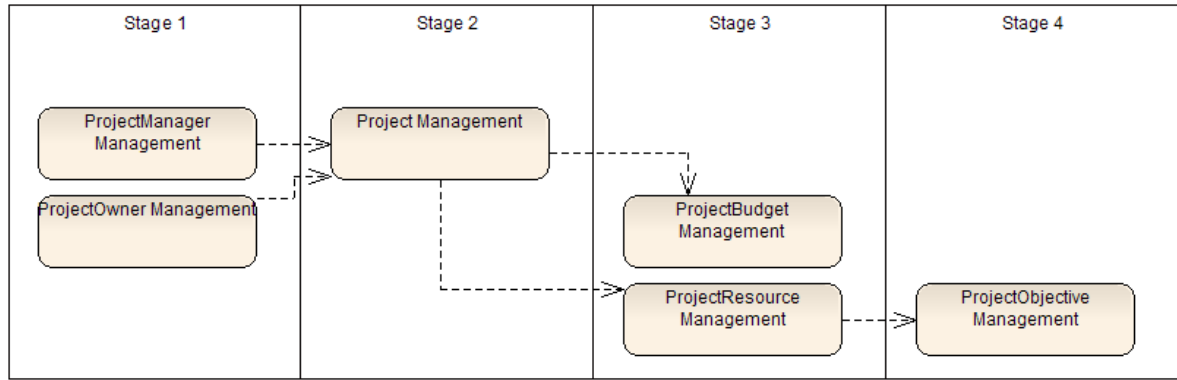 Stage 1
Stage 2
Stage 3
Stage 4
ProjectManager
Management
Project Management
ProjectOwner Management
ProjectBudget
Management
ProjectResource
Management
ProjectObjective
Management